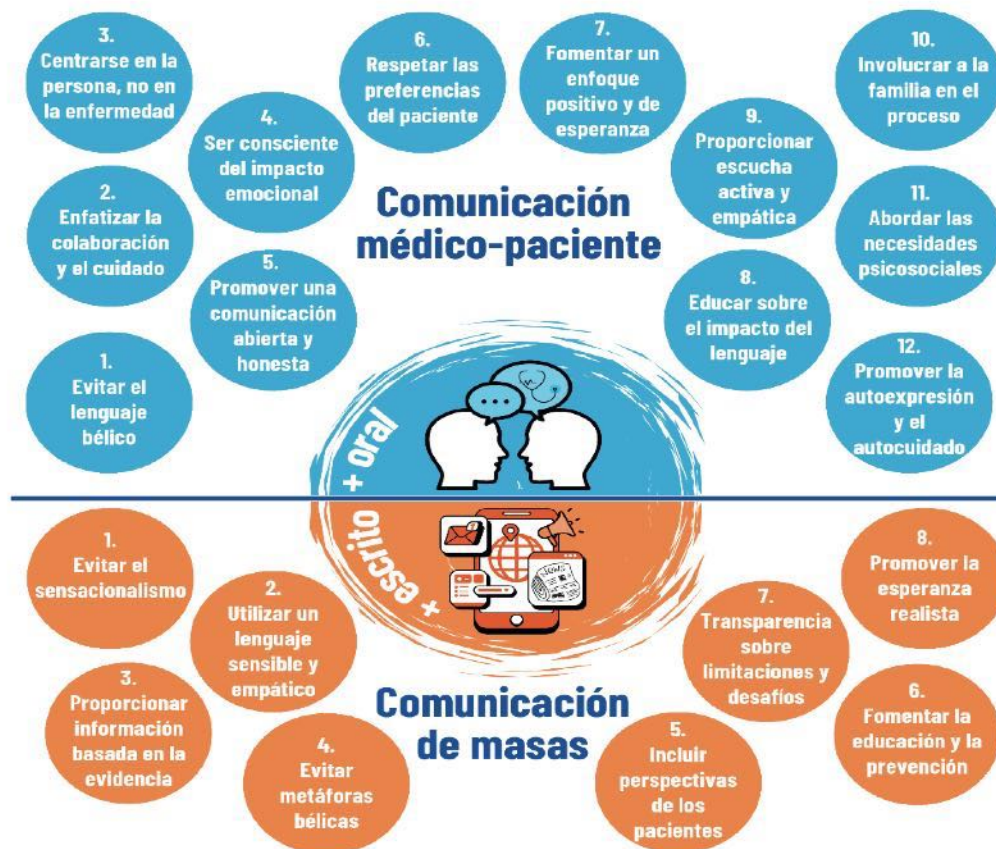 3.
Centrarse en la
persona, no en
la enfermedad
4.
Ser consciente
del impacto
emocional
6.
Respetar las
preferencias
del paciente
7.
Fomentar un
enfoque
positivo y de
esperanza
10.
Involucrar a la
familia en el
proceso
9.
Proporcionar
escucha
activa y
empática
2.
Enfatizar la
colaboración
y el cuidado
Comunicación
médico-paciente
11.
Abordar las
necesidades
psicosociales
5.
Promover una
comunicación
abierta y
honesta
8.
Educar sobre
el impacto del
lenguaje
1.
Evitar el
lenguaje
bélico
12.
Promover la
autoexpresión
y el
autocuidado
+ escrito + oral
NEWS
1.
Evitar el
sensacionalismo
2.
Utilizar un
lenguaje
sensible y
empático
3.
Proporcionar
información
basada en la
evidencia
4.
Evitar
metáforas
bélicas
Comunicación
de masas
5.
Incluir
perspectivas
de los
pacientes
7.
Transparencia
sobre
limitaciones y
desafíos
8.
Promover la
esperanza
realista
6.
Fomentar la
educación y la
prevención